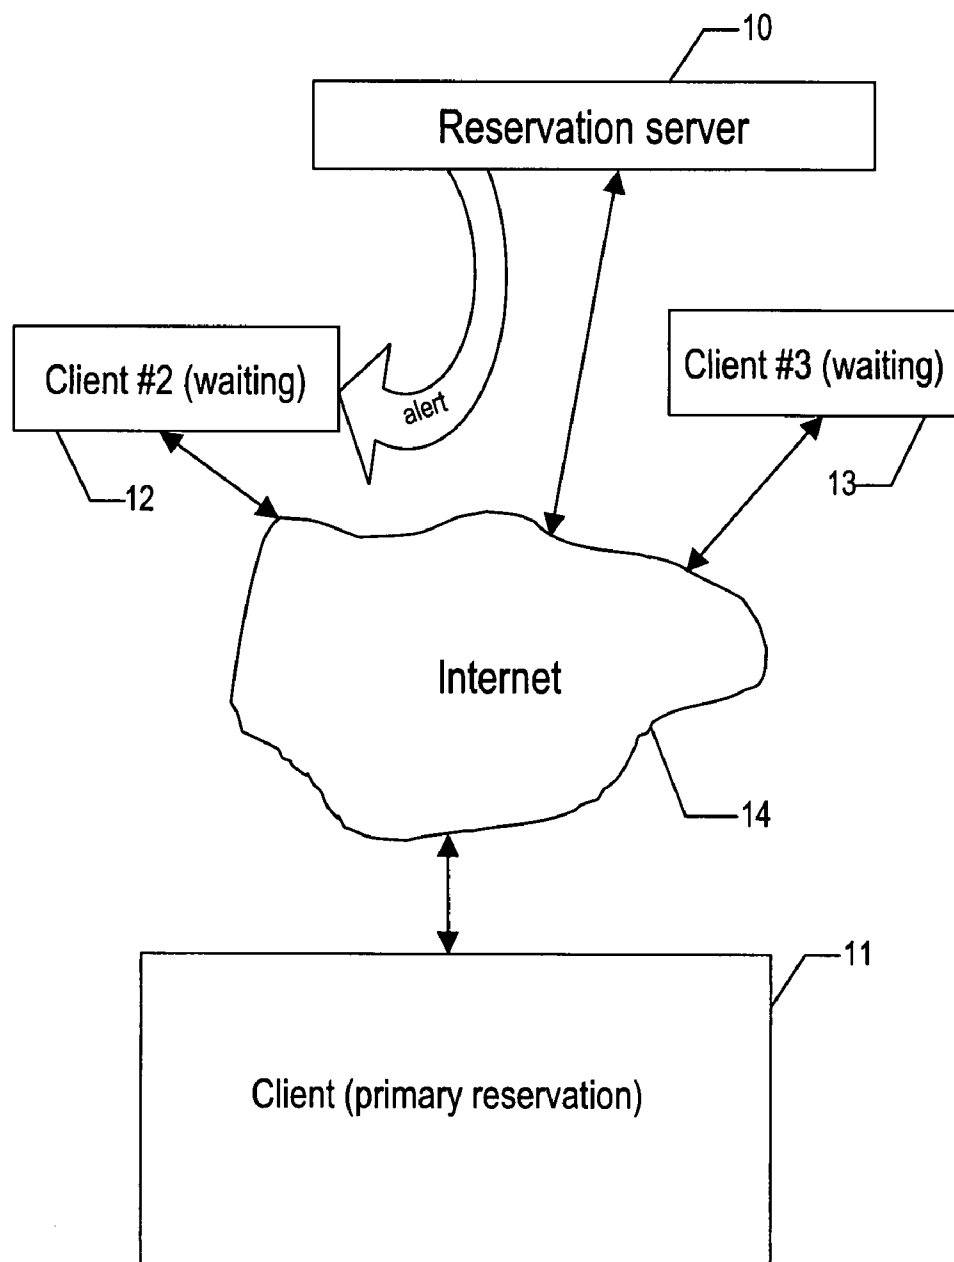 10
Reservation server
Client #2 (waiting)
Client #3 (waiting)
alert
12
13
Internet
14
11
Client (primary reservation)